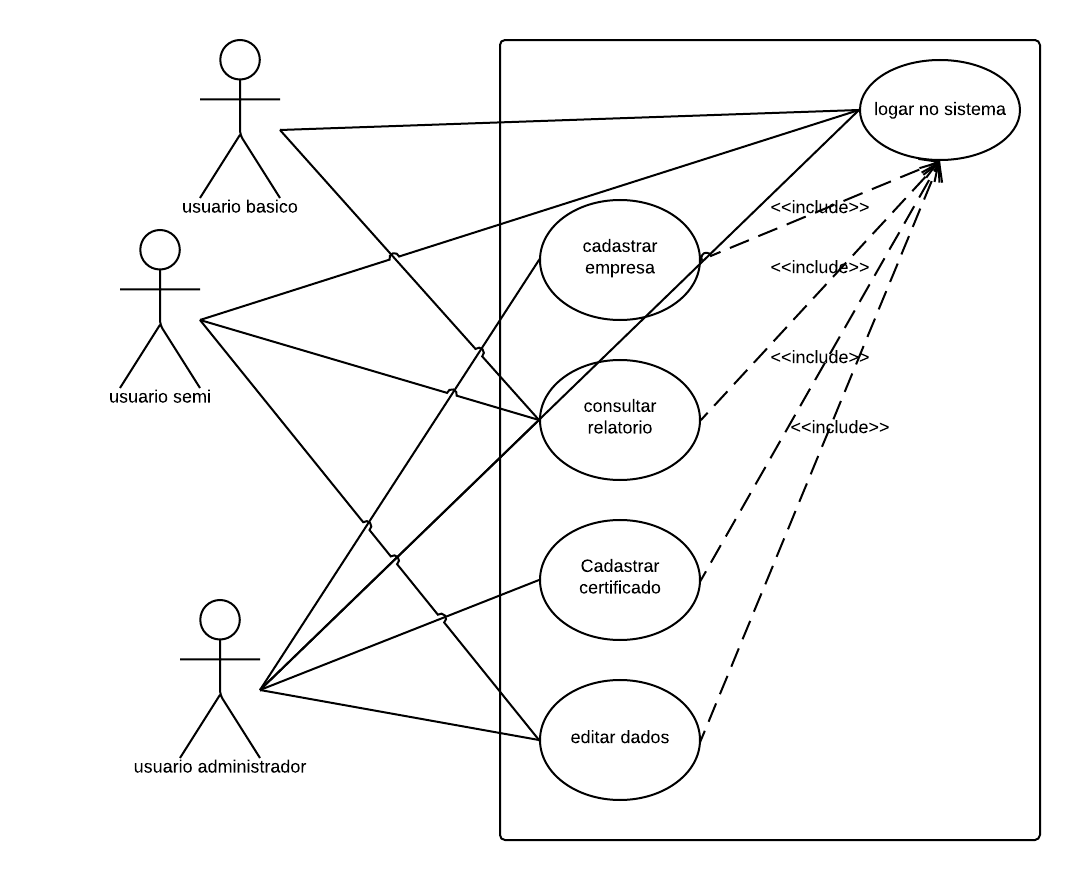 usuario basico
usuario semi
usuario administrador
logar no sistema
cadastrar
empresa
consultar
relatorio
Cadastrar
certificado
editar dados
<<include>>
<<include>>
<<include>>
<<include>>